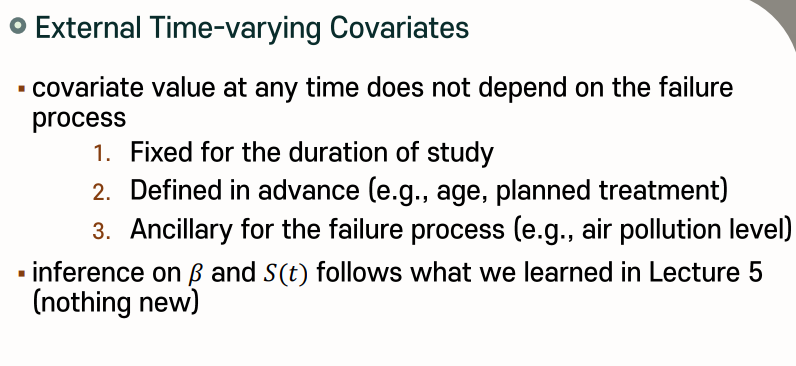 External Time-varying Covariates
▪ covariate value at any time does not depend on the failure
process
1. Fixed for the duration of study
2. Defined in advance (e.g., age, planned treatment)
3. Ancillary for the failure process (e.g., air pollution level)
▪ inference on β and S(t) follows what we learned in Lecture 5
(nothing new)